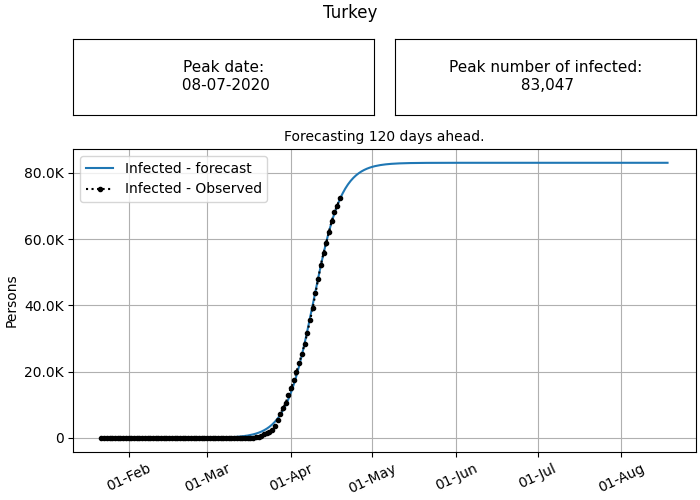 Turkey
Peak date:
08-07-2020
Peak number of infected:
83,047
Forecasting 120 days ahead.
Infected - forecast
Infected - Observed
80.0K
60.0K
40.0K
20.0K
0
Persons
01-Feb
01-Mar
01-Apr
01-May
01-Jun
01-Jul
01-Aug